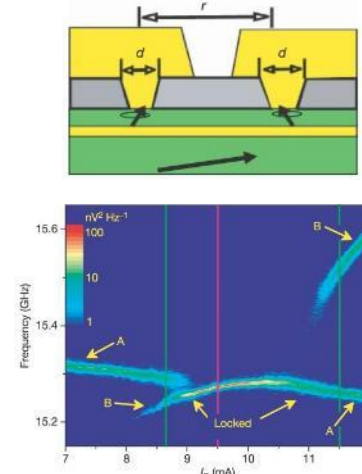 r
d
d
nV² Hz⁻¹
100
10
1
15.6
15.4
15.2
Frequency (GHz)
A
B
B
Locked
A
7
8
9
10
11
(mA)